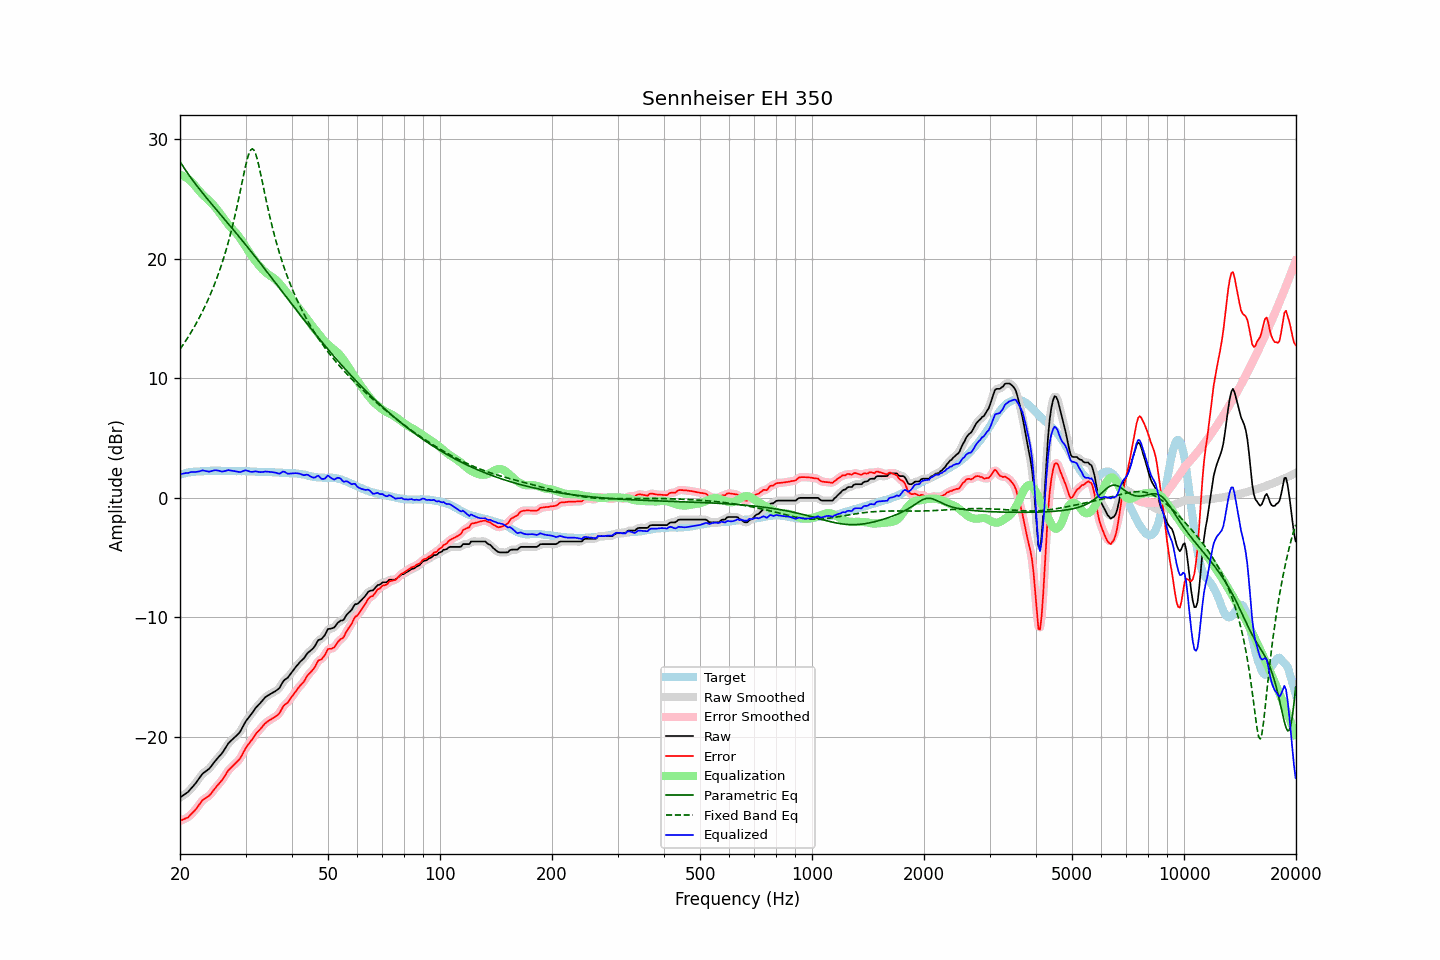 Sennheiser EH 350
30
20
10
0
−10
−20
Amplitude (dBr)
20
50
100
200
500
1000
2000
5000
10000
20000
Frequency (Hz)
Target
Raw Smoothed
Error Smoothed
Raw
Error
Equalization
Parametric Eq
Fixed Band Eq
Equalized